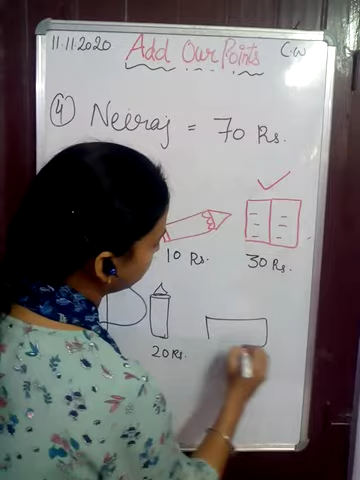 11.11.2020 Add Our Points C.W
4 Neeraj = 70 Rs.
10 Rs. 30 Rs.
20 Rs.